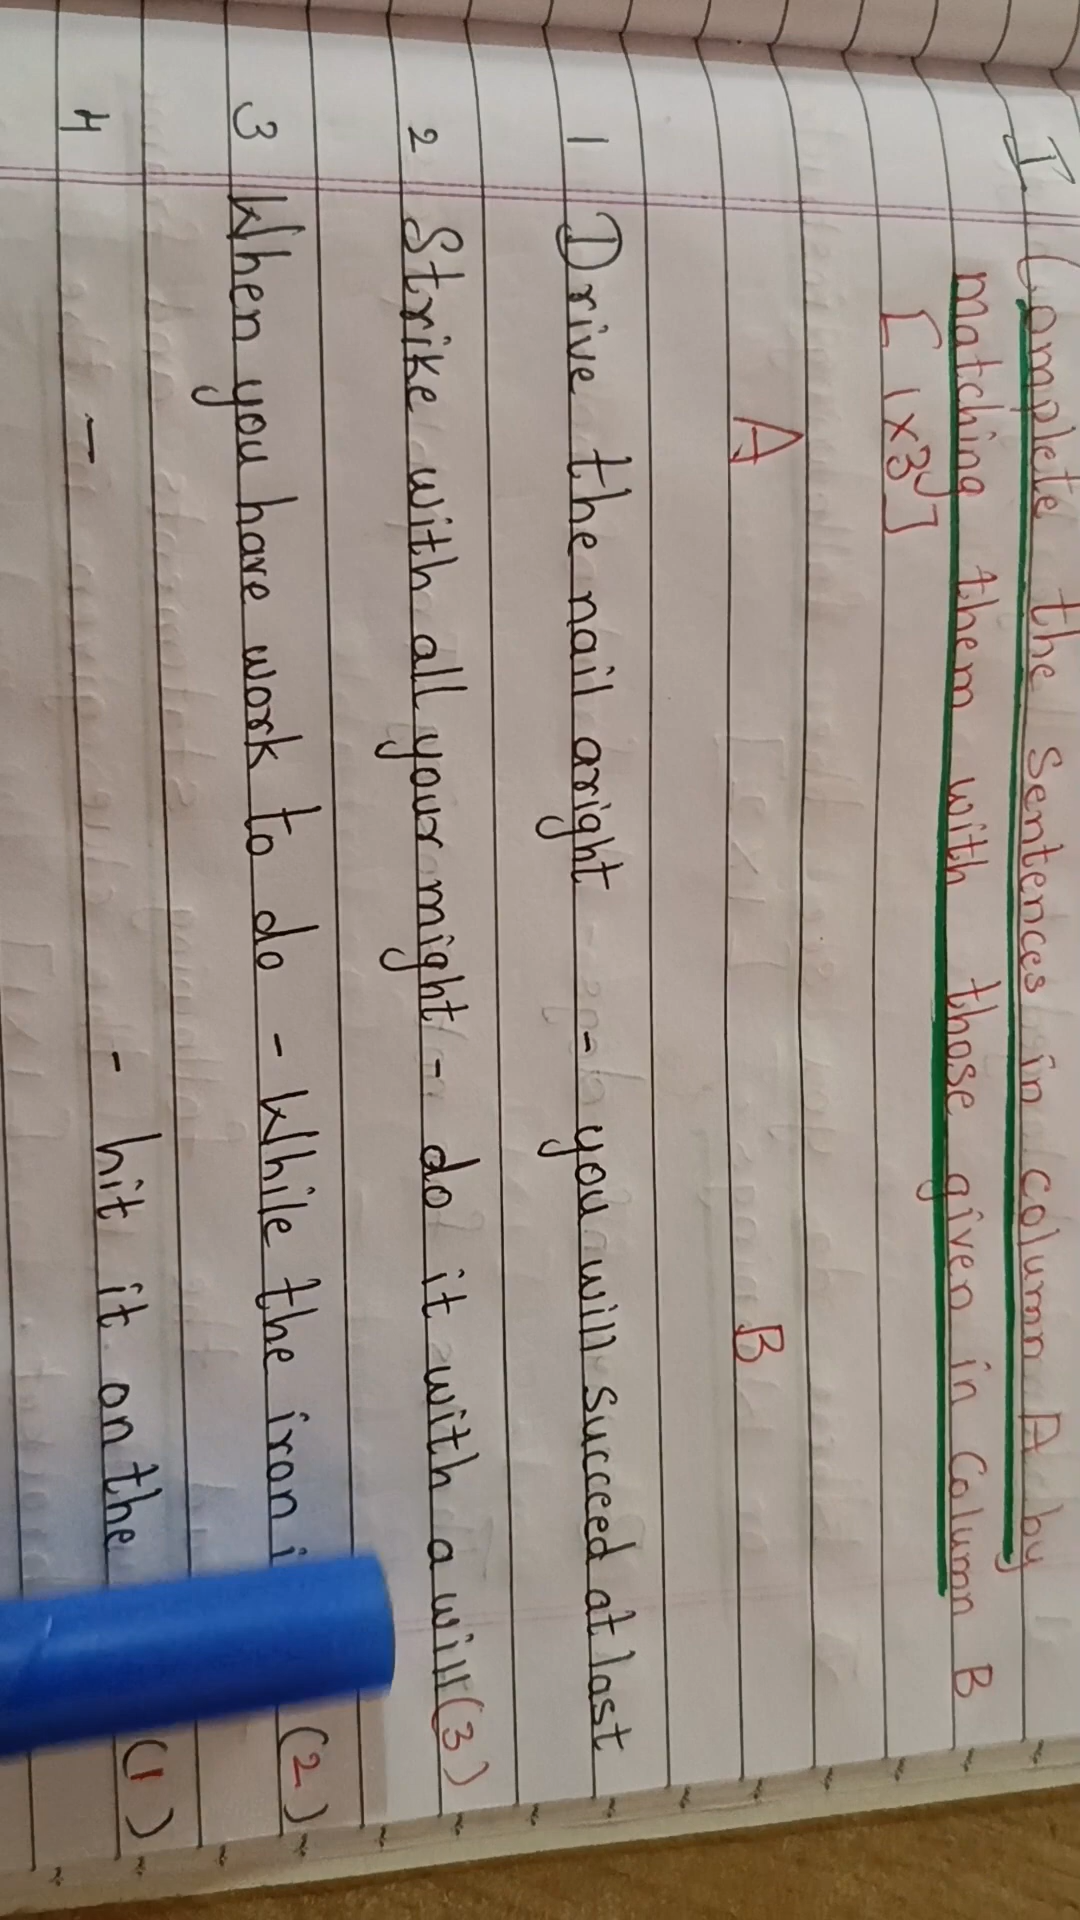 I Complete the Sentences in column A by
matching them with those given in Column B
[1x3]
A B
1 Drive the nail aright - you will succeed at last
2 Strike with all your might - do it with a will (3)
3 When you have work to do - While the iron (2)
4 - - hit it on the (1)